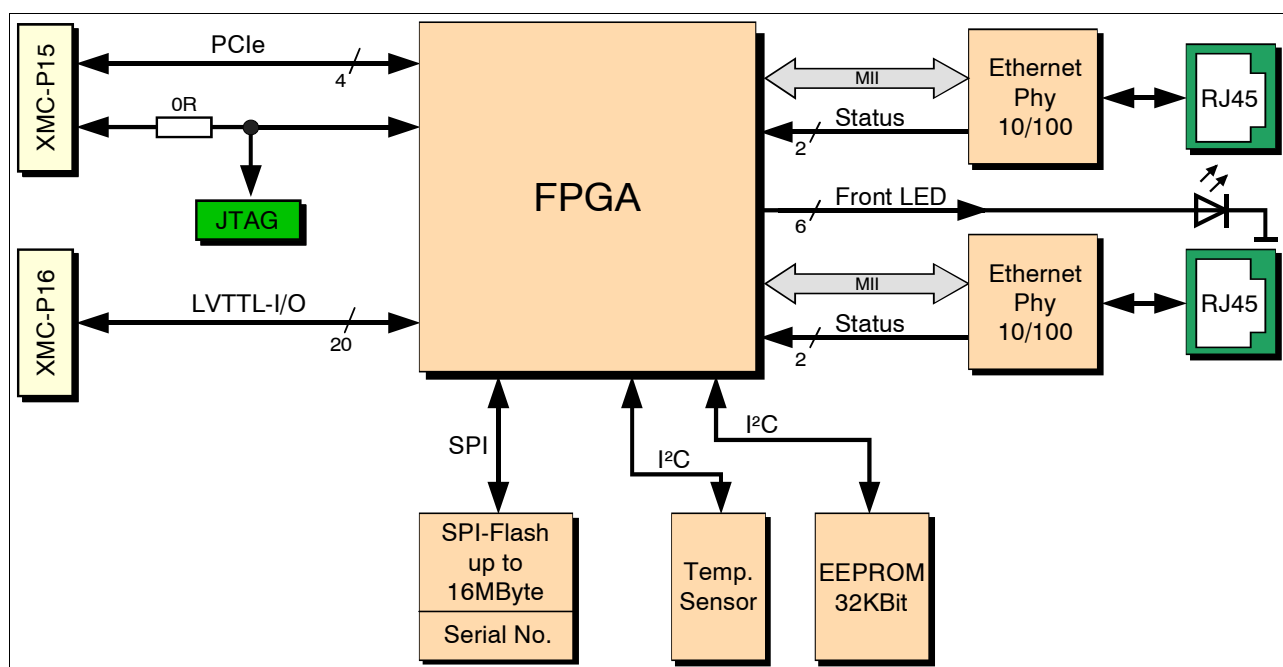 XMC-P15
PCIe
4
0R
JTAG
XMC-P16
LVTTL-I/O
20
FPGA
MII
Status
2
Ethernet
Phy
10/100
RJ45
Front LED
6
MII
Status
2
Ethernet
Phy
10/100
RJ45
SPI
I²C
I²C
SPI-Flash
up to
16MByte
Serial No.
Temp.
Sensor
EEPROM
32KBit